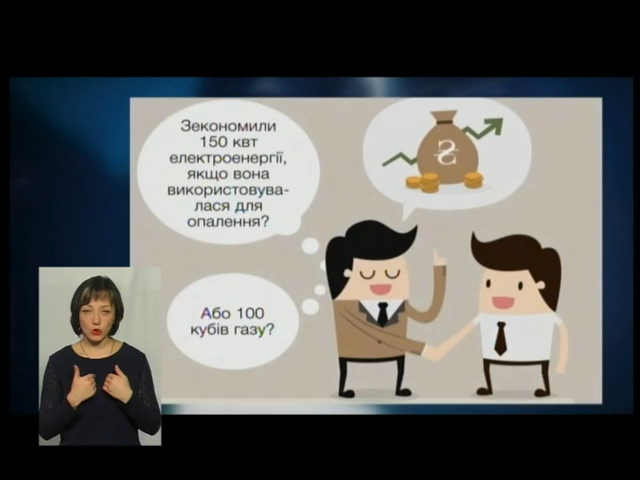 Зекономили
150 квт
електроенергії,
якщо вона
використовува-
лася для
опалення?
₴
Або 100
кубів газу?